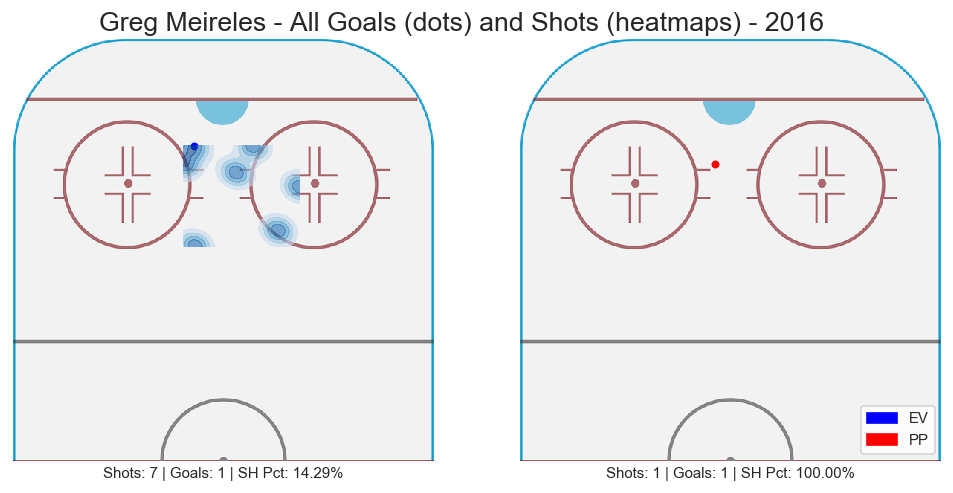 Greg Meireles - All Goals (dots) and Shots (heatmaps) - 2016
EV
PP
Shots: 7 | Goals: 1 | SH Pct: 14.29%
Shots: 1 | Goals: 1 | SH Pct: 100.00%